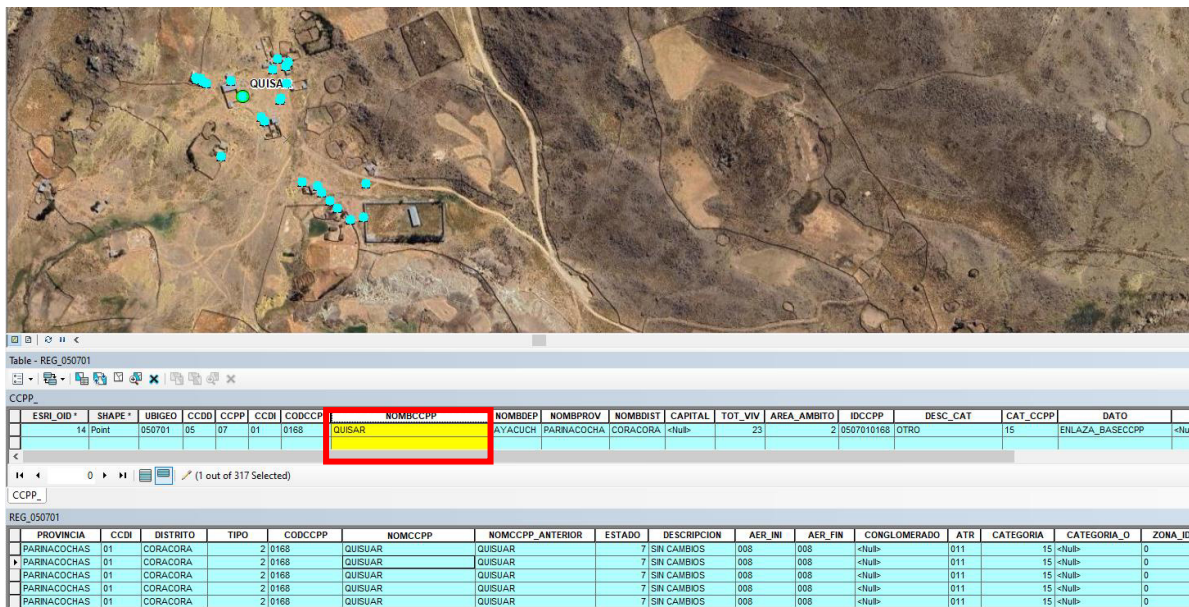 QUISA
Table - REG_050701
CCPP_
ESRI_OID * SHAPE * UBIGEO CCDD CCPP CCDI CODCCP NOMBCCPP NOMBDEP NOMBPROV NOMBDIST CAPITAL TOT_VIV AREA_AMBITO IDCCPP DESC_CAT CAT_CCPP DATO
14 Point 050701 05 07 01 0168 QUISAR AYACUCH PARINACOCHA CORACORA <Null> 23 2 0507010168 OTRO 15 ENLAZA_BASECCPP <Nu
0 (1 out of 317 Selected)
CCPP_
REG_050701
PROVINCIA CCDI DISTRITO TIPO CODCCPP NOMCCPP NOMCCPP_ANTERIOR ESTADO DESCRIPCION AER_INI AER_FIN CONGLOMERADO ATR CATEGORIA CATEGORIA_O ZONA_ID
PARINACOCHAS 01 CORACORA 2 0168 QUISUAR QUISUAR 7 SIN CAMBIOS 008 008 <Null> 011 15 <Null> 0
PARINACOCHAS 01 CORACORA 2 0168 QUISUAR QUISUAR 7 SIN CAMBIOS 008 008 <Null> 011 15 <Null> 0
PARINACOCHAS 01 CORACORA 2 0168 QUISUAR QUISUAR 7 SIN CAMBIOS 008 008 <Null> 011 15 <Null> 0
PARINACOCHAS 01 CORACORA 2 0168 QUISUAR QUISUAR 7 SIN CAMBIOS 008 008 <Null> 011 15 <Null> 0
PARINACOCHAS 01 CORACORA 2 0168 QUISUAR QUISUAR 7 SIN CAMBIOS 008 008 <Null> 011 15 <Null> 0